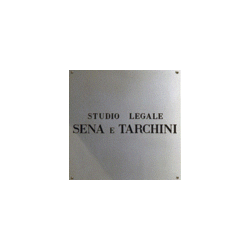 STUDIO LEGALE
SENA E TARCHINI